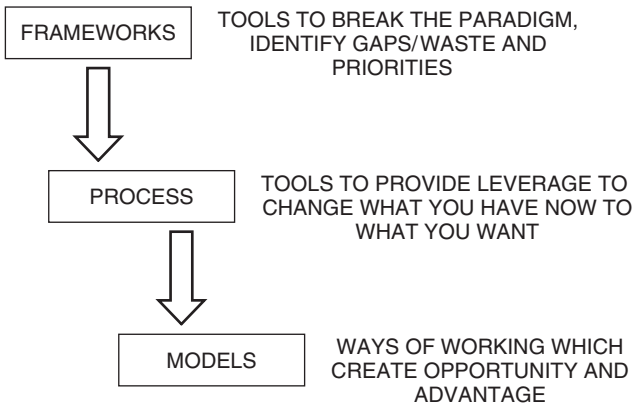 FRAMEWORKS
TOOLS TO BREAK THE PARADIGM,
IDENTIFY GAPS/WASTE AND
PRIORITIES
PROCESS
TOOLS TO PROVIDE LEVERAGE TO
CHANGE WHAT YOU HAVE NOW TO
WHAT YOU WANT
MODELS
WAYS OF WORKING WHICH
CREATE OPPORTUNITY AND
ADVANTAGE